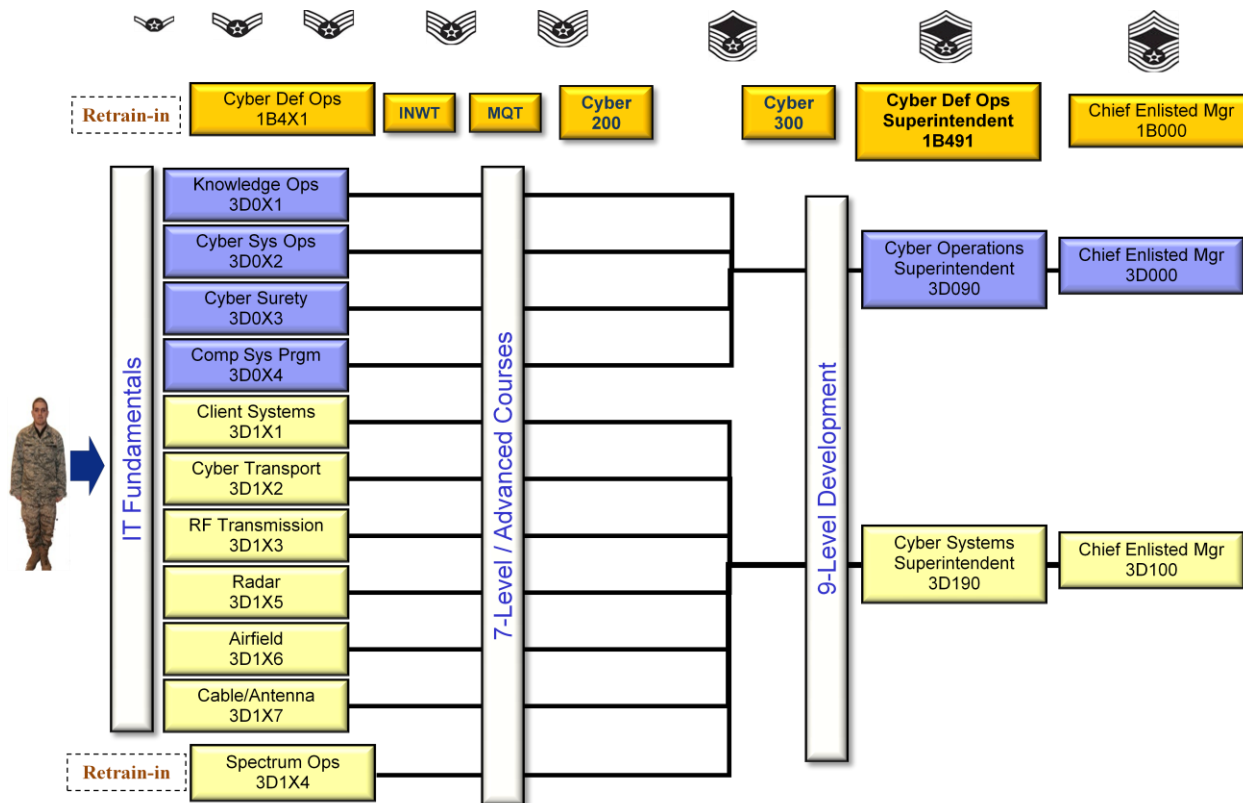 Retrain-in
Cyber Def Ops
1B4X1
INWT
MQT
Cyber
200
Cyber
300
Cyber Def Ops
Superintendent
1B491
Chief Enlisted Mgr
1B000
IT Fundamentals
Knowledge Ops
3D0X1
Cyber Sys Ops
3D0X2
Cyber Surety
3D0X3
Comp Sys Prgm
3D0X4
Client Systems
3D1X1
Cyber Transport
3D1X2
RF Transmission
3D1X3
Radar
3D1X5
Airfield
3D1X6
Cable/Antenna
3D1X7
Retrain-in
Spectrum Ops
3D1X4
7-Level / Advanced Courses
9-Level Development
Cyber Operations
Superintendent
3D090
Chief Enlisted Mgr
3D000
Cyber Systems
Superintendent
3D190
Chief Enlisted Mgr
3D100